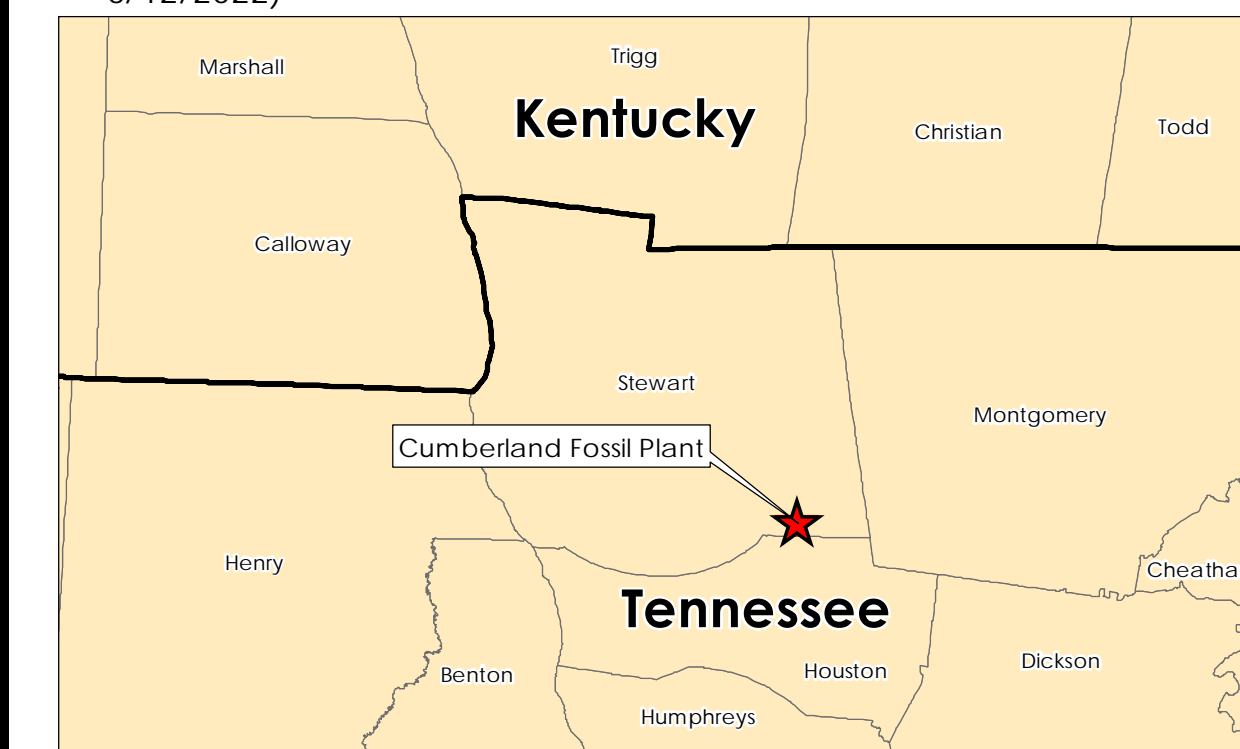 Marshall
Trigg
Kentucky
Christian
Todd
Calloway
Stewart
Montgomery
Cumberland Fossil Plant
Henry
Cheatha
Tennessee
Houston
Dickson
Benton
Humphreys